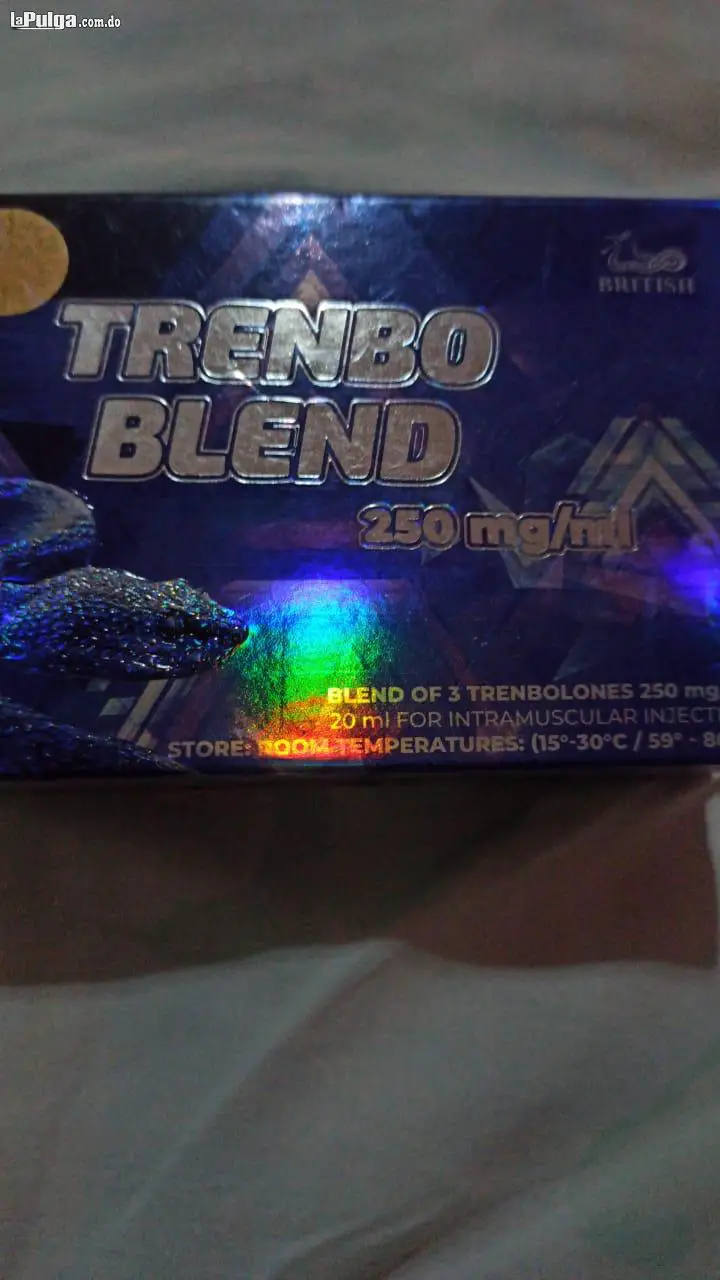 laPulga.com.do
BRITISH
TRENBO
BLEND
250 mg/ml
BLEND OF 3 TRENBOLONES 250 mg
20 ml FOR INTRAMUSCULAR INJECT
STORE: ROOM TEMPERATURES: (15°-30°C / 59° - 8